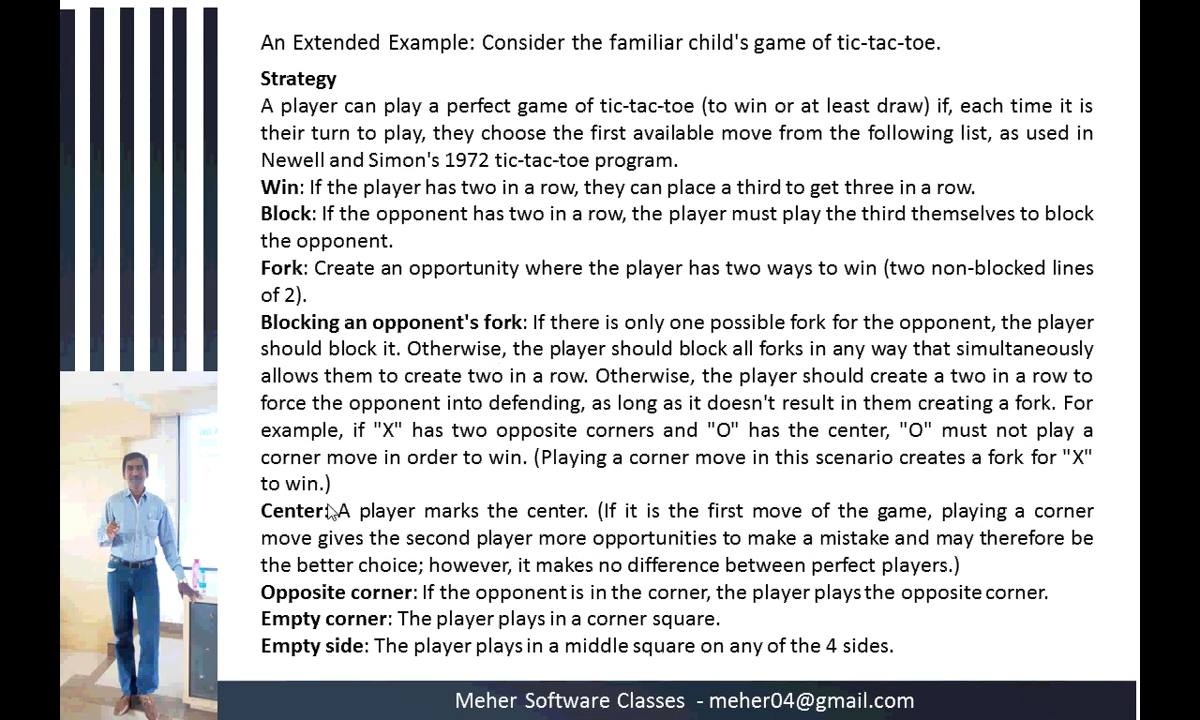 An Extended Example: Consider the familiar child's game of tic-tac-toe.
Strategy
A player can play a perfect game of tic-tac-toe (to win or at least draw) if, each time it is
their turn to play, they choose the first available move from the following list, as used in
Newell and Simon's 1972 tic-tac-toe program.
Win: If the player has two in a row, they can place a third to get three in a row.
Block: If the opponent has two in a row, the player must play the third themselves to block
the opponent.
Fork: Create an opportunity where the player has two ways to win (two non-blocked lines
of 2).
Blocking an opponent's fork: If there is only one possible fork for the opponent, the player
should block it. Otherwise, the player should block all forks in any way that simultaneously
allows them to create two in a row. Otherwise, the player should create a two in a row to
force the opponent into defending, as long as it doesn't result in them creating a fork. For
example, if "X" has two opposite corners and "O" has the center, "O" must not play a
corner move in order to win. (Playing a corner move in this scenario creates a fork for "X"
to win.)
Center: A player marks the center. (If it is the first move of the game, playing a corner
move gives the second player more opportunities to make a mistake and may therefore be
the better choice; however, it makes no difference between perfect players.)
Opposite corner: If the opponent is in the corner, the player plays the opposite corner.
Empty corner: The player plays in a corner square.
Empty side: The player plays in a middle square on any of the 4 sides.
Meher Software Classes - meher04@gmail.com